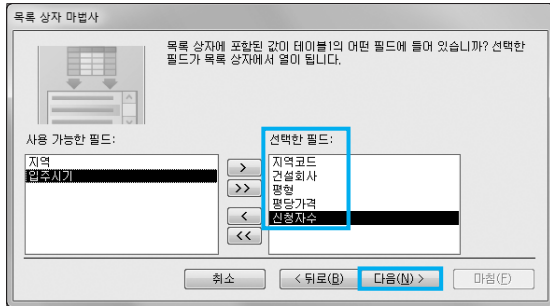 목록 상자 마법사
목록 상자에 포함된 값이 테이블1의 어떤 필드에 들어 있습니까? 선택한
필드가 목록 상자에서 열이 됩니다.
사용 가능한 필드:
선택한 필드:
지역
입주시기
>
>>
<
<<
지역코드
건설회사
평형
평당가격
신청자수
취소
< 뒤로(B)
다음(N) >
마침(F)